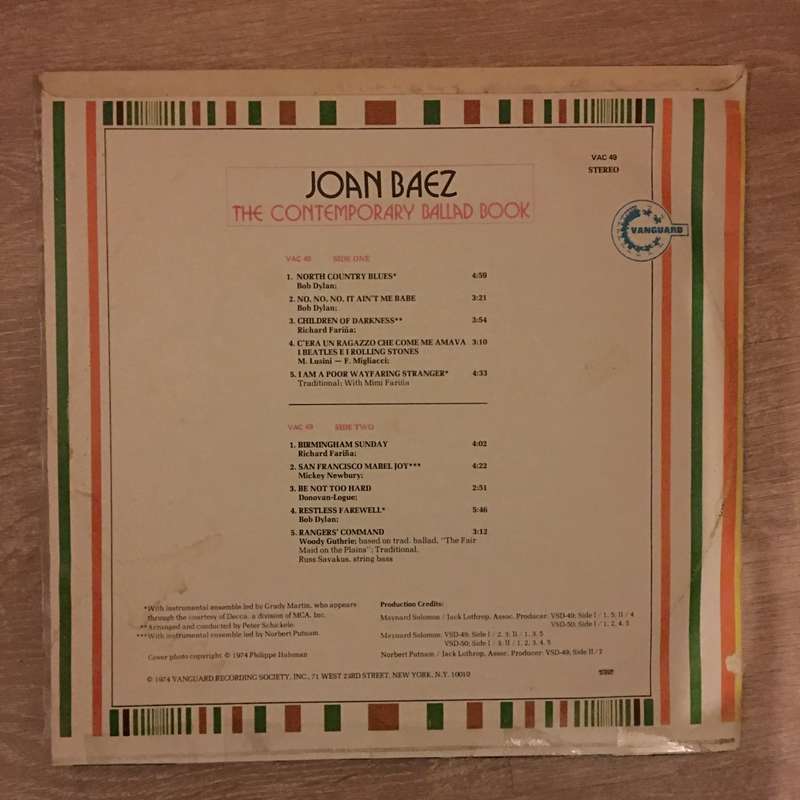 VAC 49
STEREO
JOAN BAEZ
THE CONTEMPORARY BALLAD BOOK
VANGUARD
VAC 49 SIDE ONE
1. NORTH COUNTRY BLUES* 4:59
Bob Dylan;
2. NO, NO, NO, IT AIN'T ME BABE 3:21
Bob Dylan;
3. CHILDREN OF DARKNESS** 3:54
Richard Fariña;
4. C'ERA UN RAGAZZO CHE COME ME AMAVA 3:10
I BEATLES E I ROLLING STONES
M. Lusini — F. Migliacci;
5. I AM A POOR WAYFARING STRANGER* 4:33
Traditional; With Mimi Fariña
VAC 49 SIDE TWO
1. BIRMINGHAM SUNDAY 4:02
Richard Fariña;
2. SAN FRANCISCO MABEL JOY*** 4:22
Mickey Newbury;
3. BE NOT TOO HARD 2:51
Donovan-Logue;
4. RESTLESS FAREWELL* 5:46
Bob Dylan;
5. RANGERS' COMMAND 3:12
Woody Guthrie; based on trad. ballad, "The Fair
Maid on the Plains"; Traditional,
Russ Savakus, string bass
*With instrumental ensemble led by Grady Martin, who appears
through the courtesy of Decca, a division of MCA, Inc.
**Arranged and conducted by Peter Schickele.
***With instrumental ensemble led by Norbert Putnam
Cover photo copyright © 1974 Philippe Halsman
Production Credits:
Maynard Solomon / Jack Lothrop, Assoc. Producer: VSD-49; Side I / 1, 5; II / 4
VSD-50; Side I / 1, 2, 4, 5
Maynard Solomon: VSD-49; Side I / 2, 3; II / 1, 3, 5
VSD-50; Side I / 3; II / 1, 2, 3, 4, 5
Norbert Putnam / Jack Lothrop, Assoc. Producer: VSD-49; Side II / 2
© 1974 VANGUARD RECORDING SOCIETY, INC., 71 WEST 23RD STREET, NEW YORK, N.Y. 10010